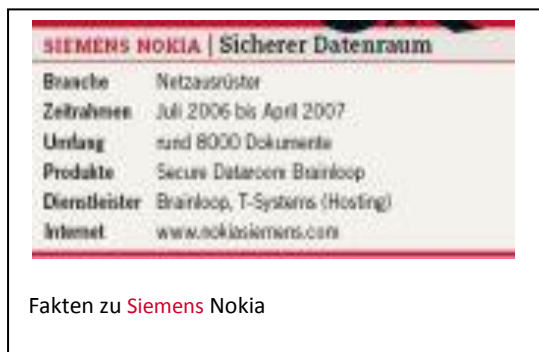 SIEMENS NOKIA | Sicherer Datenraum
Branche Netzausrüster
Zeitrahmen Juli 2006 bis April 2007
Umfang rund 8000 Dokumente
Produkte Secure Dataroom Brainloop
Dienstleister Brainloop, T-Systems (Hosting)
Internet www.nokiasiemens.com
Fakten zu Siemens Nokia